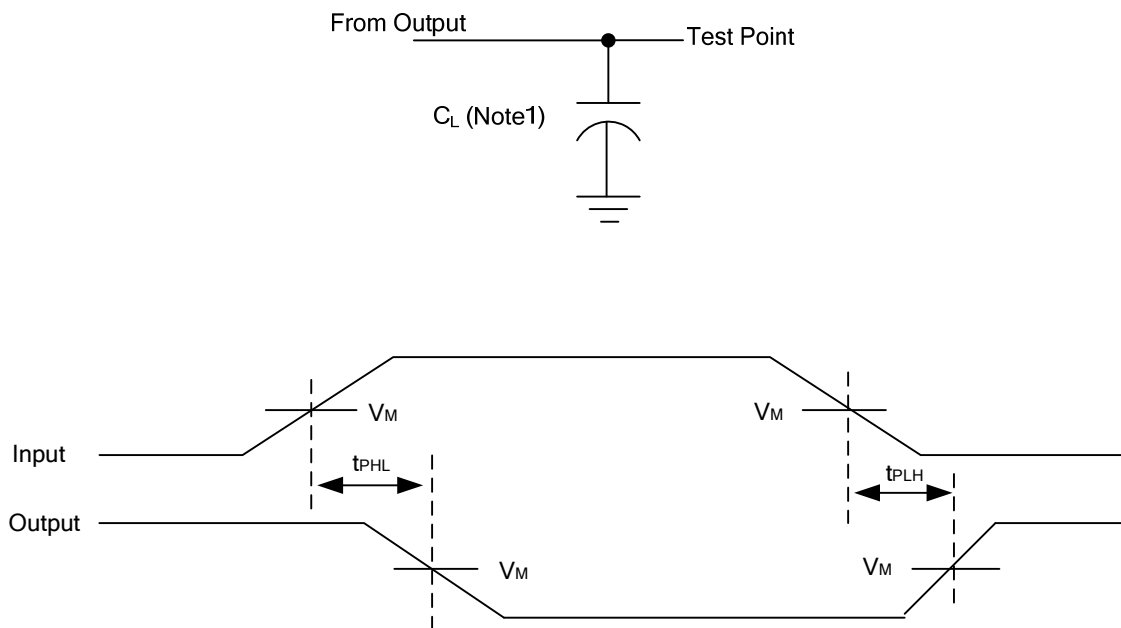 From Output
Test Point
CL (Note1)
VM
VM
Input
tPHL
tPLH
Output
VM
VM